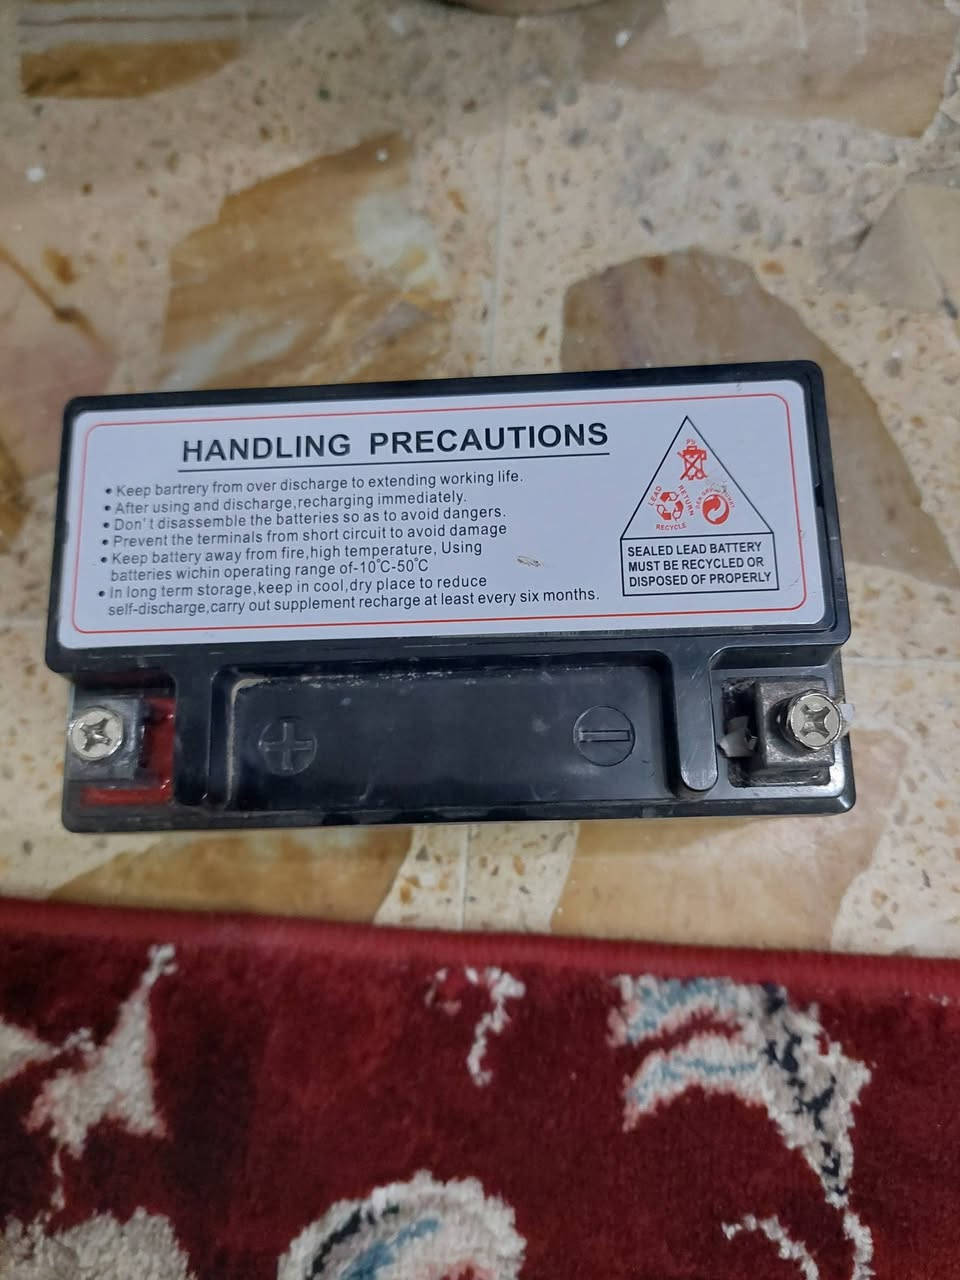 HANDLING PRECAUTIONS
• Keep bartrery from over discharge to extending working life.
• After using and discharge,recharging immediately.
• Don't disassemble the batteries so as to avoid dangers.
• Prevent the terminals from short circuit to avoid damage
• Keep battery away from fire,high temperature, Using
batteries wichin operating range of-10°C-50°C
• In long term storage,keep in cool,dry place to reduce
self-discharge,carry out supplement recharge at least every six months.
Pb
LEAD
RETURN
RECYCLE
SEALED LEAD BATTERY
MUST BE RECYCLED OR
DISPOSED OF PROPERLY
+
−